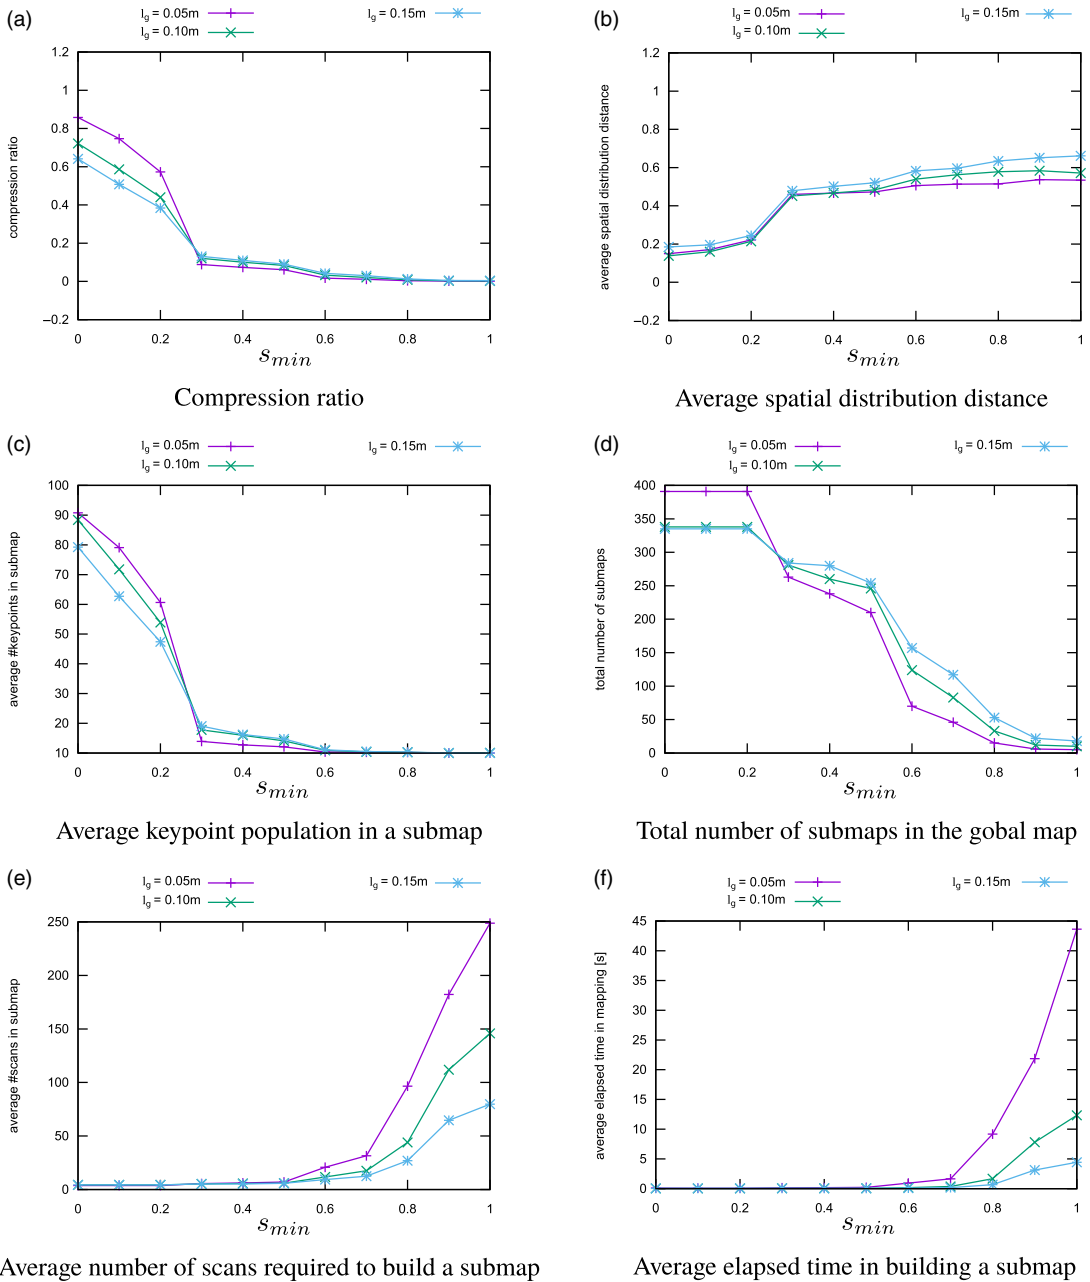 (a)
l_g = 0.05m
l_g = 0.10m
l_g = 0.15m
1.2
1
0.8
0.6
0.4
0.2
0
−0.2
compression ratio
0 0.2 0.4 0.6 0.8 1
s_min
Compression ratio
(b)
l_g = 0.05m
l_g = 0.10m
l_g = 0.15m
1.2
1
0.8
0.6
0.4
0.2
0
−0.2
average spatial distribution distance
0 0.2 0.4 0.6 0.8 1
s_min
Average spatial distribution distance
(c)
l_g = 0.05m
l_g = 0.10m
l_g = 0.15m
100
90
80
70
60
50
40
30
20
10
average #keypoints in submap
0 0.2 0.4 0.6 0.8 1
s_min
Average keypoint population in a submap
(d)
l_g = 0.05m
l_g = 0.10m
l_g = 0.15m
400
350
300
250
200
150
100
50
0
total number of submaps
0 0.2 0.4 0.6 0.8 1
s_min
Total number of submaps in the gobal map
(e)
l_g = 0.05m
l_g = 0.10m
l_g = 0.15m
250
200
150
100
50
0
average #scans in submap
0 0.2 0.4 0.6 0.8 1
s_min
Average number of scans required to build a submap
(f)
l_g = 0.05m
l_g = 0.10m
l_g = 0.15m
45
40
35
30
25
20
15
10
5
0
average elapsed time in mapping [s]
0 0.2 0.4 0.6 0.8 1
s_min
Average elapsed time in building a submap